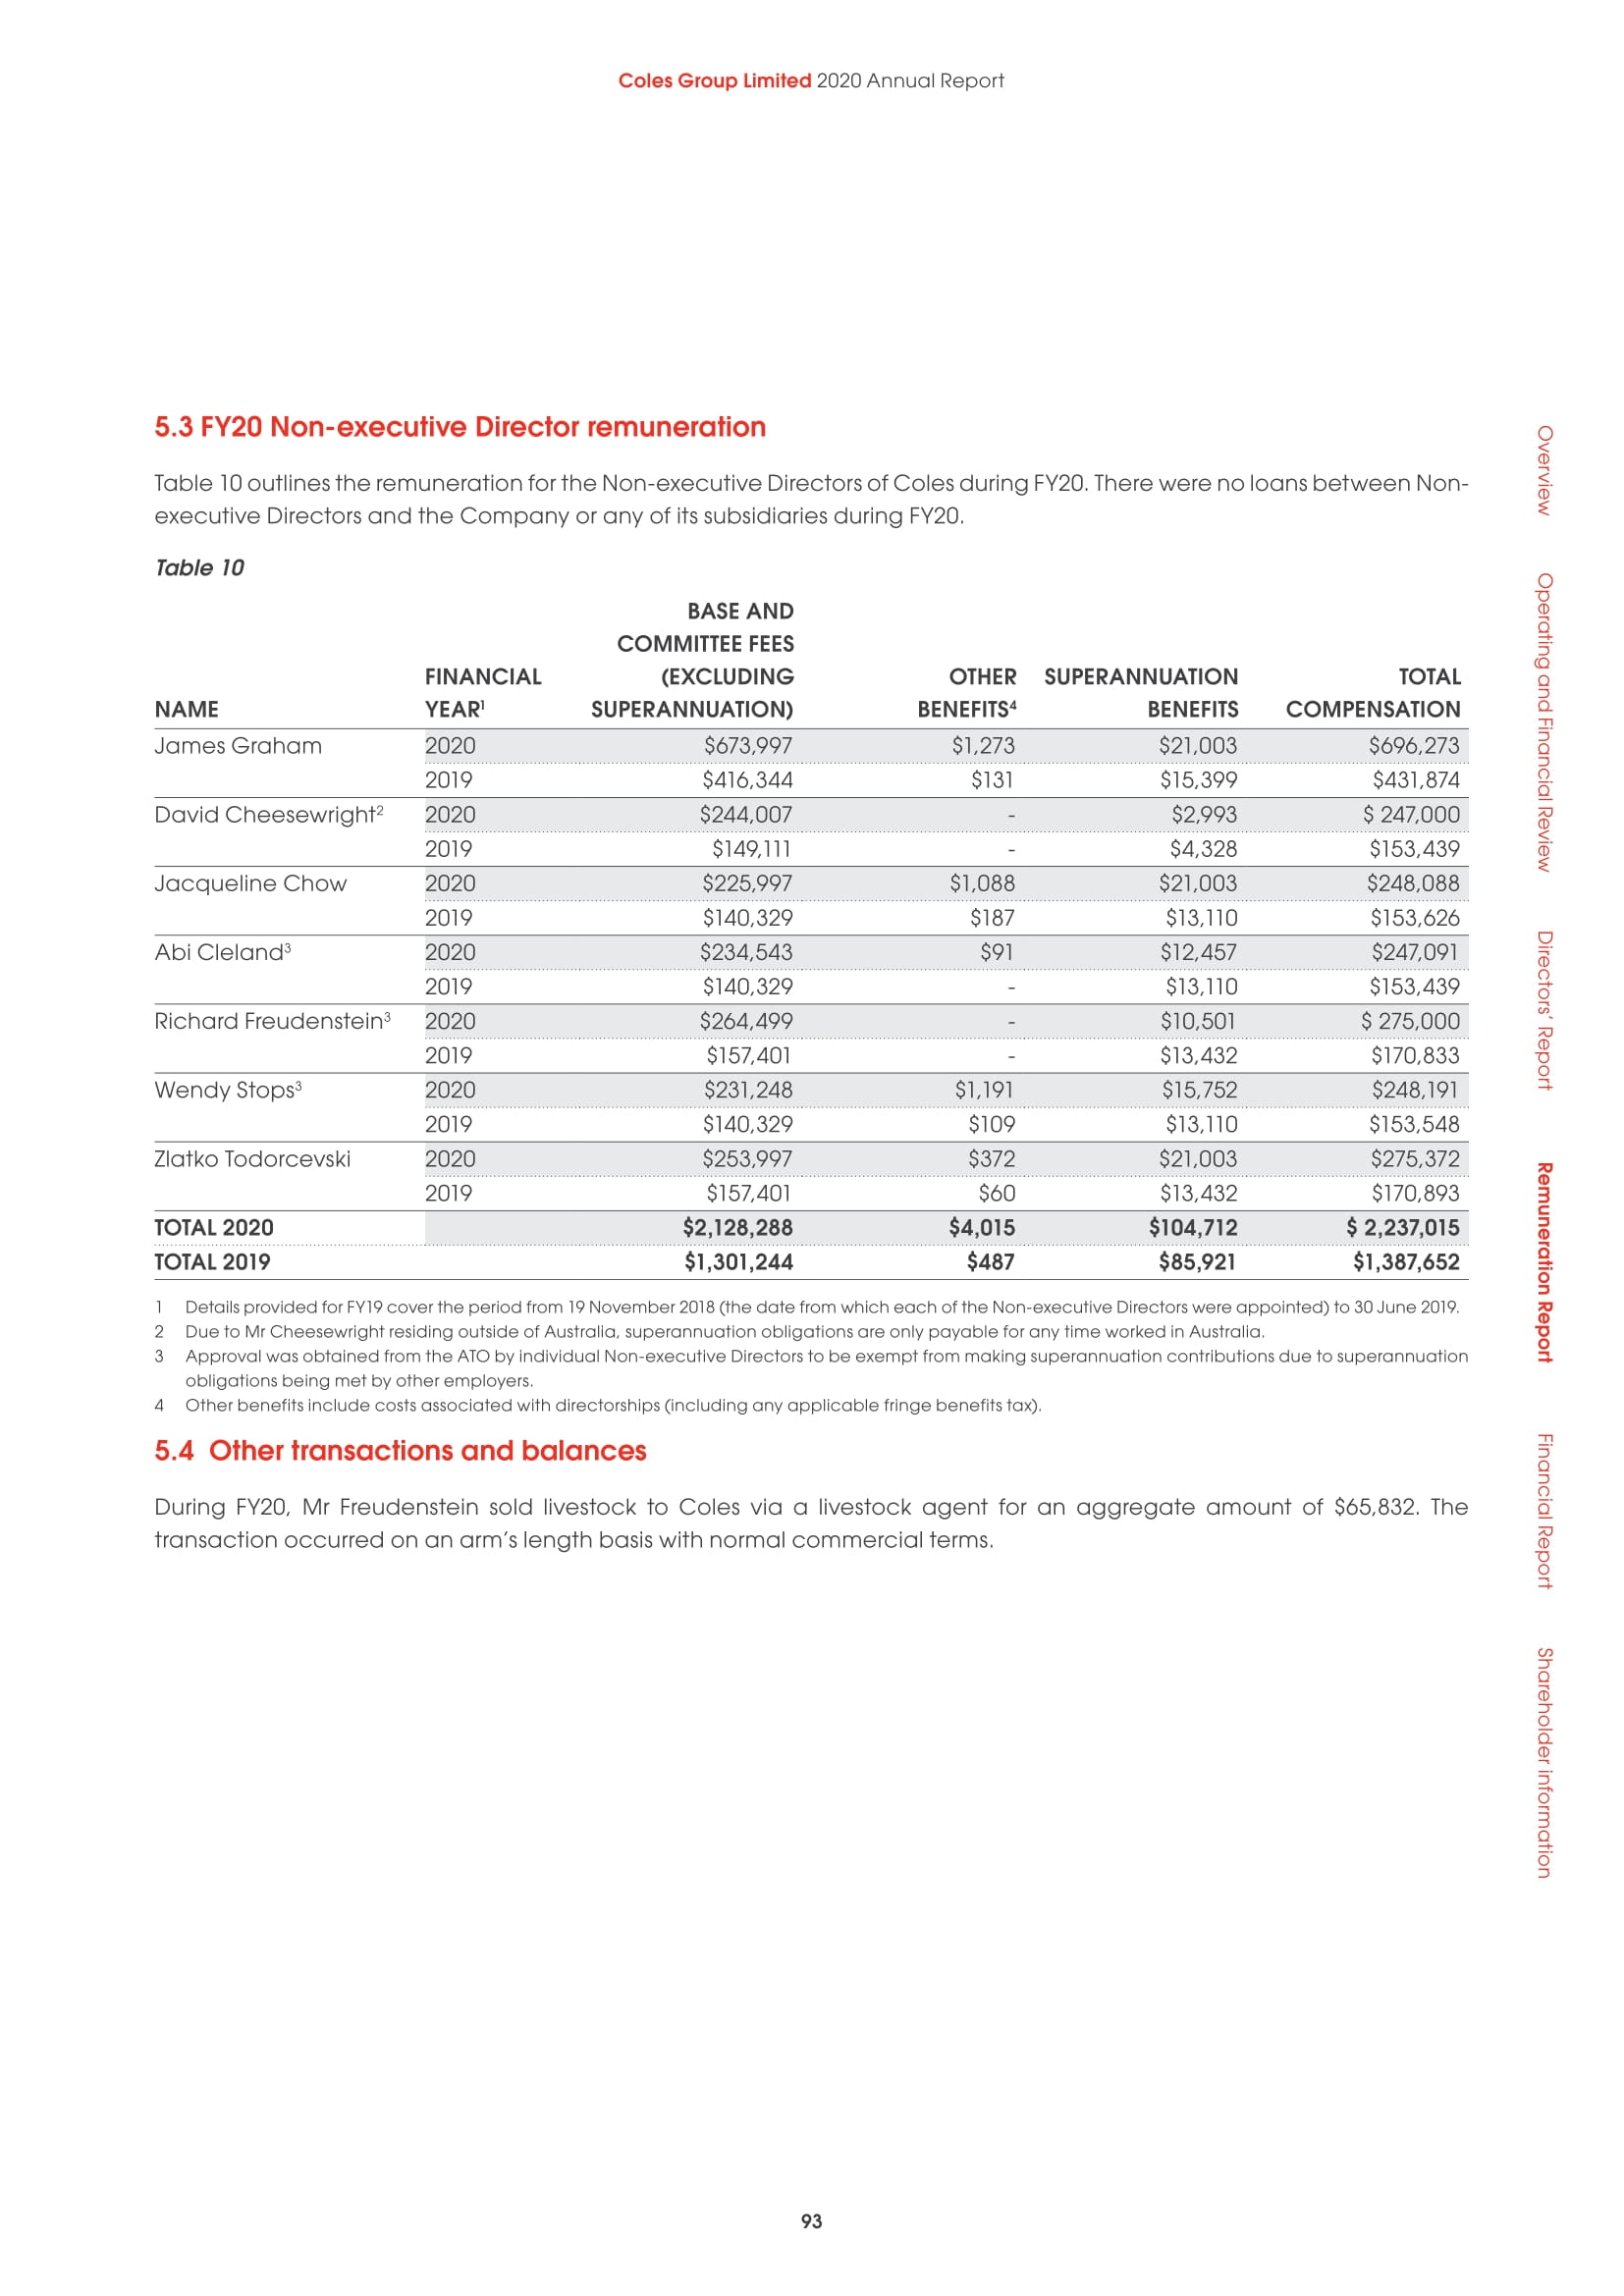 Coles Group Limited 2020 Annual Report
5.3 FY20 Non-executive Director remuneration
Table 10 outlines the remuneration for the Non-executive Directors of Coles during FY20. There were no loans between Non-
executive Directors and the Company or any of its subsidiaries during FY20.
Table 10
BASE AND
COMMITTEE FEES
FINANCIAL (EXCLUDING OTHER SUPERANNUATION TOTAL
NAME YEAR¹ SUPERANNUATION) BENEFITS⁴ BENEFITS COMPENSATION
James Graham 2020 $673,997 $1,273 $21,003 $696,273
2019 $416,344 $131 $15,399 $431,874
David Cheesewright² 2020 $244,007 - $2,993 $ 247,000
2019 $149,111 - $4,328 $153,439
Jacqueline Chow 2020 $225,997 $1,088 $21,003 $248,088
2019 $140,329 $187 $13,110 $153,626
Abi Cleland³ 2020 $234,543 $91 $12,457 $247,091
2019 $140,329 - $13,110 $153,439
Richard Freudenstein³ 2020 $264,499 - $10,501 $ 275,000
2019 $157,401 - $13,432 $170,833
Wendy Stops³ 2020 $231,248 $1,191 $15,752 $248,191
2019 $140,329 $109 $13,110 $153,548
Zlatko Todorcevski 2020 $253,997 $372 $21,003 $275,372
2019 $157,401 $60 $13,432 $170,893
TOTAL 2020 $2,128,288 $4,015 $104,712 $ 2,237,015
TOTAL 2019 $1,301,244 $487 $85,921 $1,387,652
1 Details provided for FY19 cover the period from 19 November 2018 (the date from which each of the Non-executive Directors were appointed) to 30 June 2019.
2 Due to Mr Cheesewright residing outside of Australia, superannuation obligations are only payable for any time worked in Australia.
3 Approval was obtained from the ATO by individual Non-executive Directors to be exempt from making superannuation contributions due to superannuation
obligations being met by other employers.
4 Other benefits include costs associated with directorships (including any applicable fringe benefits tax).
5.4 Other transactions and balances
During FY20, Mr Freudenstein sold livestock to Coles via a livestock agent for an aggregate amount of $65,832. The
transaction occurred on an arm's length basis with normal commercial terms.
Overview
Operating and Financial Review
Directors' Report
Remuneration Report
Financial Report
Shareholder information
93